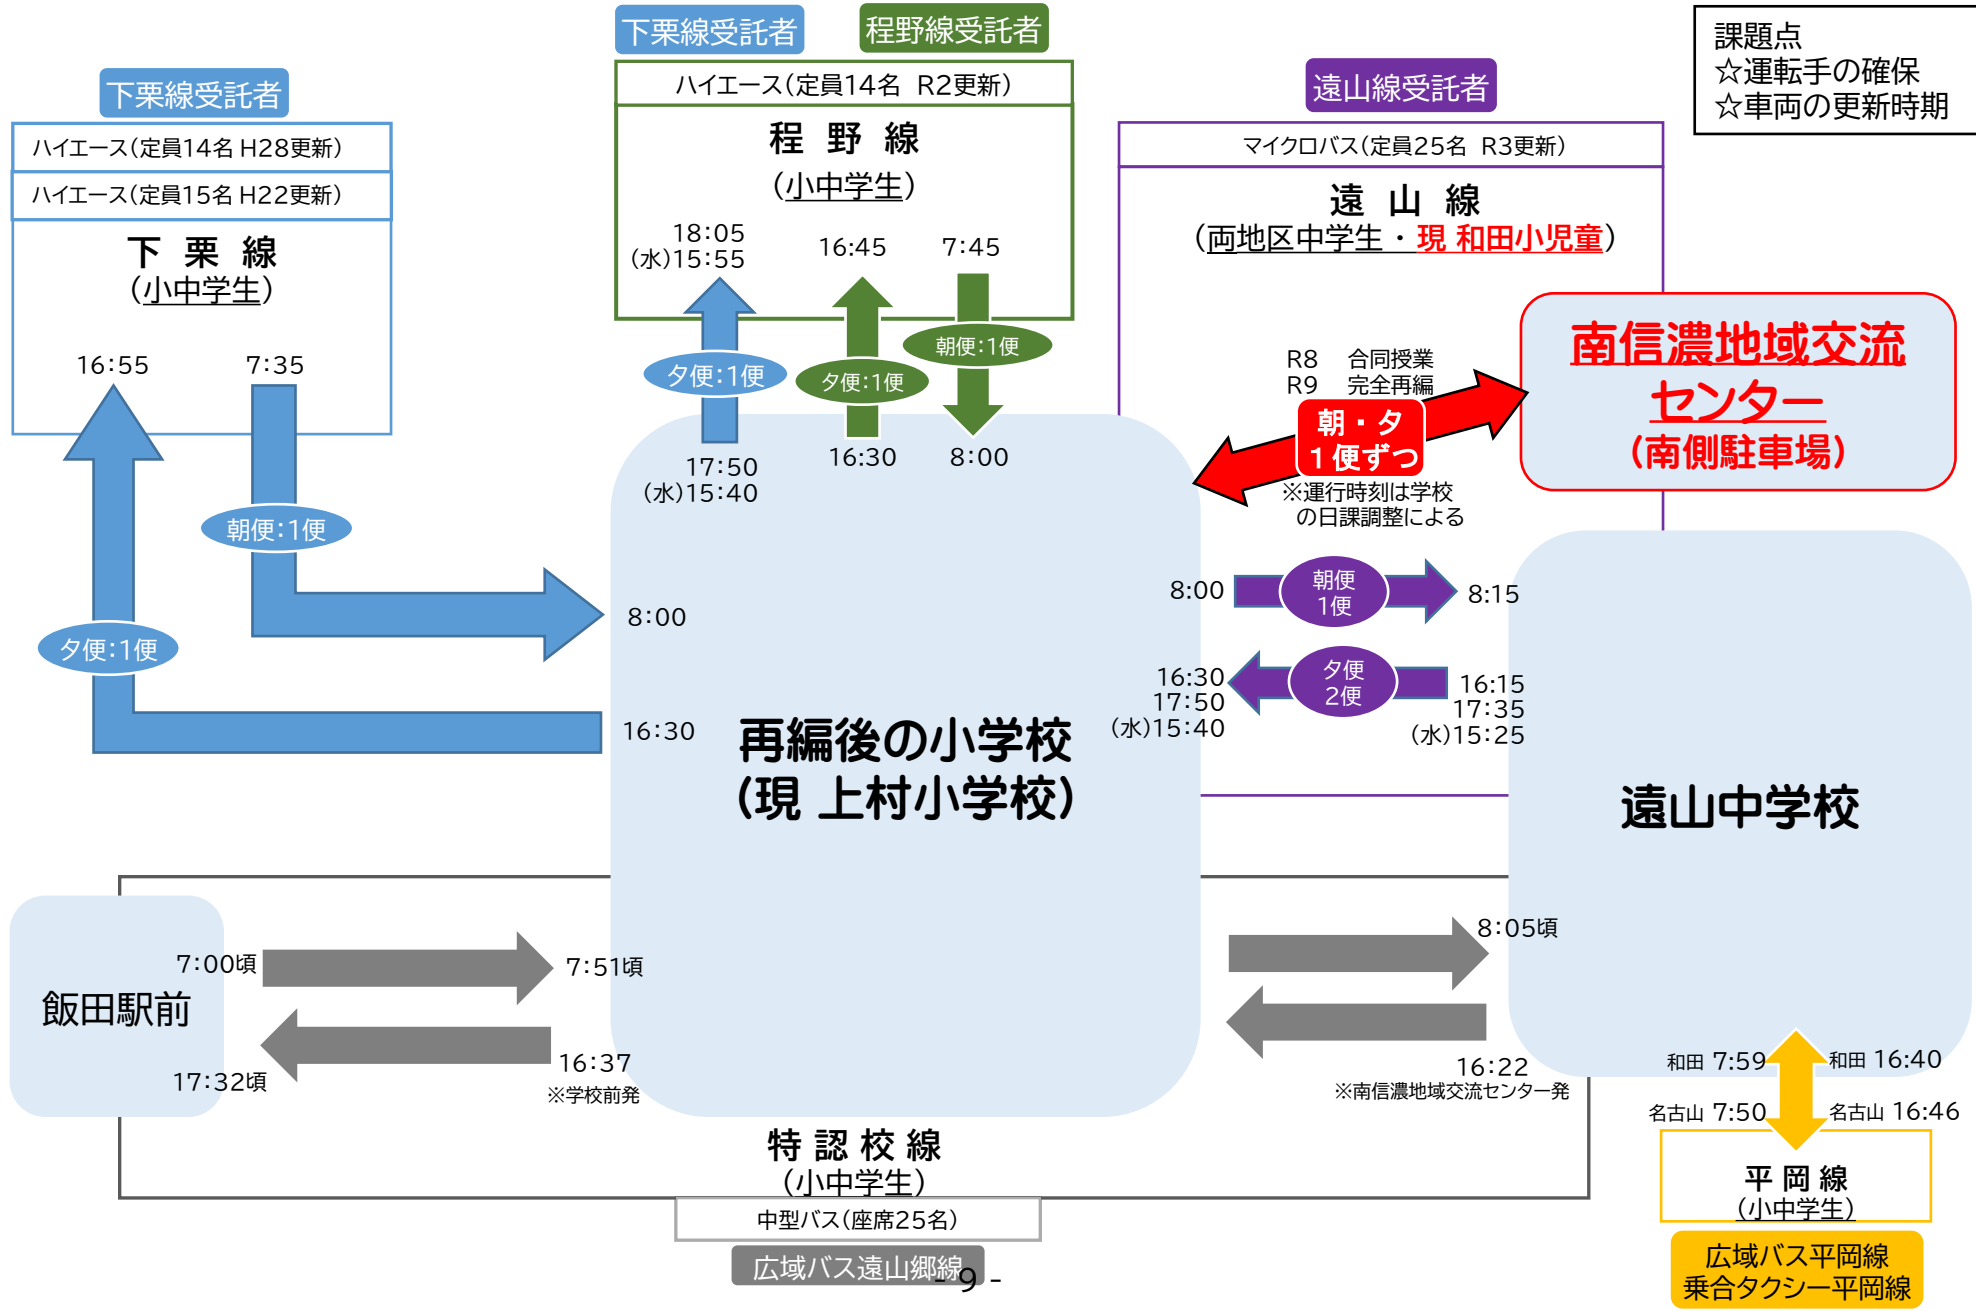 下栗線受託者
程野線受託者
課題点
☆運転手の確保
☆車両の更新時期
下栗線受託者
ハイエース(定員14名 H28更新)
ハイエース(定員15名 H22更新)
下 栗 線
(小中学生)
16:55
7:35
朝便:1便
夕便:1便
8:00
16:30
ハイエース(定員14名 R2更新)
程 野 線
(小中学生)
18:05
(水)15:55
16:45
7:45
夕便:1便
夕便:1便
朝便:1便
17:50
(水)15:40
16:30
8:00
遠山線受託者
マイクロバス(定員25名 R3更新)
遠 山 線
(両地区中学生・現 和田小児童)
R8 合同授業
R9 完全再編
朝・夕
1便ずつ
※運行時刻は学校
の日課調整による
南信濃地域交流
センター
(南側駐車場)
8:00
朝便
1便
8:15
夕便
2便
16:30
17:50
(水)15:40
16:15
17:35
(水)15:25
再編後の小学校
(現 上村小学校)
遠山中学校
飯田駅前
7:00頃
7:51頃
17:32頃
16:37
※学校前発
8:05頃
16:22
※南信濃地域交流センター発
特 認 校 線
(小中学生)
中型バス(座席25名)
広域バス遠山郷線
和田 7:59
和田 16:40
名古山 7:50
名古山 16:46
平 岡 線
(小中学生)
広域バス平岡線
乗合タクシー平岡線
- 9 -